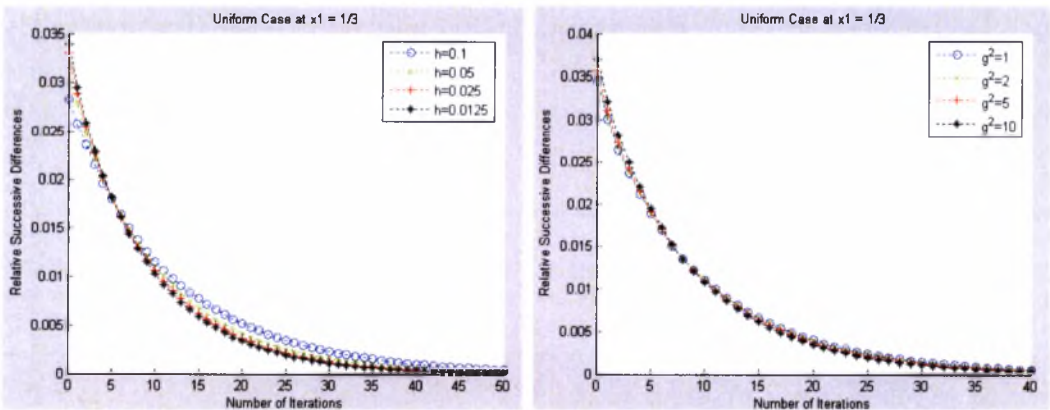 Uniform Case at x1 = 1/3
Relative Successive Differences
0.035
0.03
0.025
0.02
0.015
0.01
0.005
0
h=0.1
h=0.05
h=0.025
h=0.0125
0 5 10 15 20 25 30 35 40 45 50
Number of Iterations
Uniform Case at x1 = 1/3
Relative Successive Differences
0.04
0.035
0.03
0.025
0.02
0.015
0.01
0.005
0
g²=1
g²=2
g²=5
g²=10
0 5 10 15 20 25 30 35 40
Number of Iterations